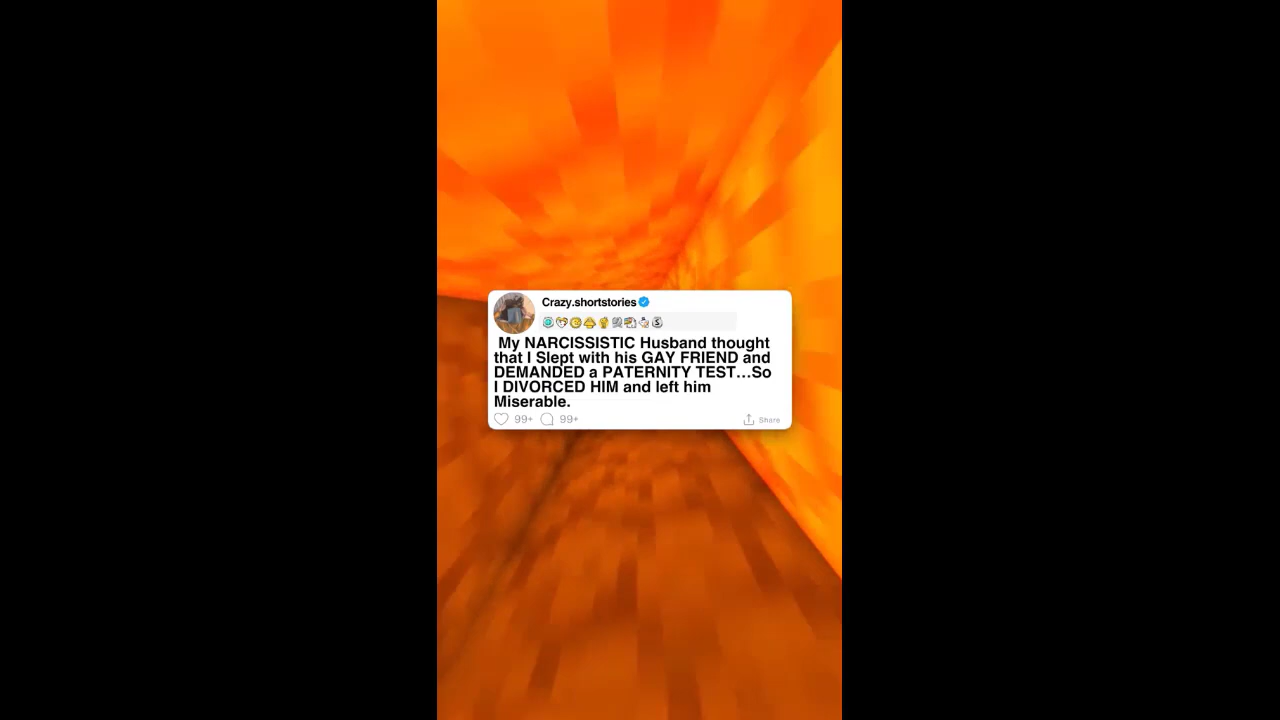 Crazy.shortstories
My NARCISSISTIC Husband thought
that I Slept with his GAY FRIEND and
DEMANDED a PATERNITY TEST...So
I DIVORCED HIM and left him
Miserable.
99+ 99+ Share